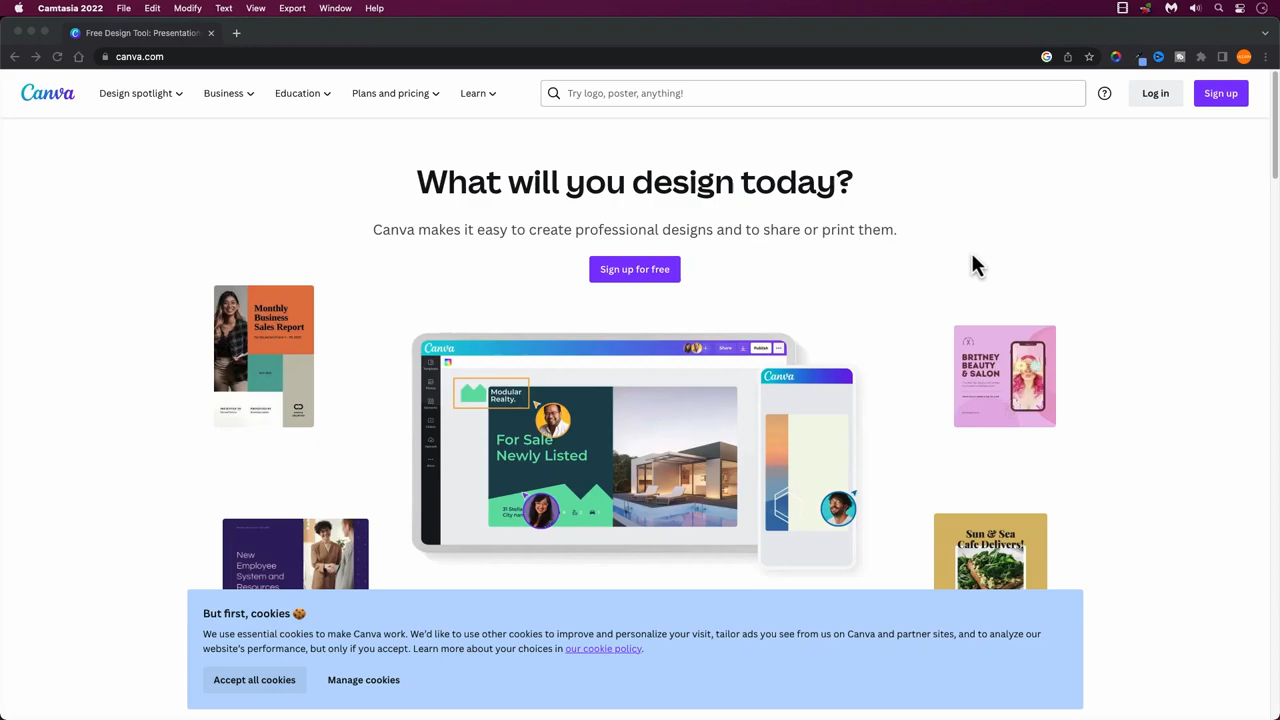 Camtasia 2022 File Edit Modify Text View Export Window Help
Free Design Tool: Presentation
canva.com
Canva Design spotlight Business Education Plans and pricing Learn Try logo, poster, anything! Log in Sign up
What will you design today?
Canva makes it easy to create professional designs and to share or print them.
Sign up for free
Monthly
Business
Sales Report
Canva Share Publish
Canva
Modular
Realty.
For Sale
Newly Listed
BRITNEY
BEAUTY
& SALON
New
Employee
System and
Resources
Sun & Sea
Cafe Delivers!
But first, cookies 🍪
We use essential cookies to make Canva work. We'd like to use other cookies to improve and personalize your visit, tailor ads you see from us on Canva and partner sites, and to analyze our
website's performance, but only if you accept. Learn more about your choices in our cookie policy.
Accept all cookies Manage cookies